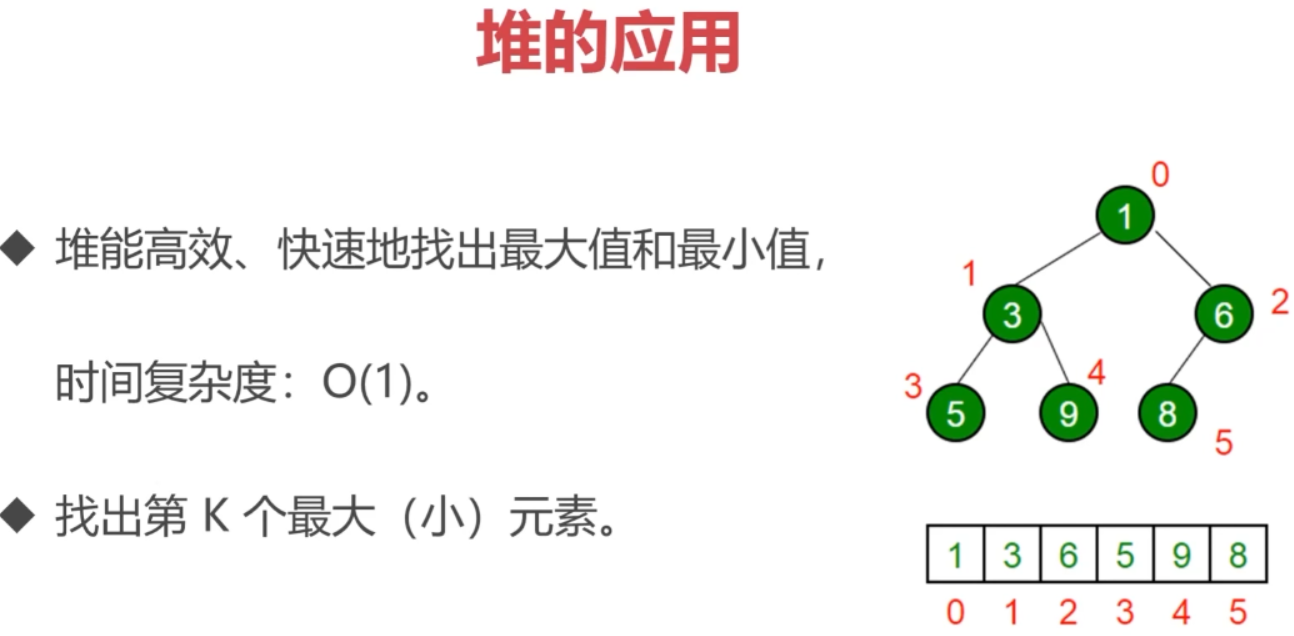 堆的应用
◆ 堆能高效、快速地找出最大值和最小值，
时间复杂度：O(1)。
◆ 找出第 K 个最大（小）元素。
0
1
1
3
6
2
3
4
5
9
8
5
1 3 6 5 9 8
0 1 2 3 4 5